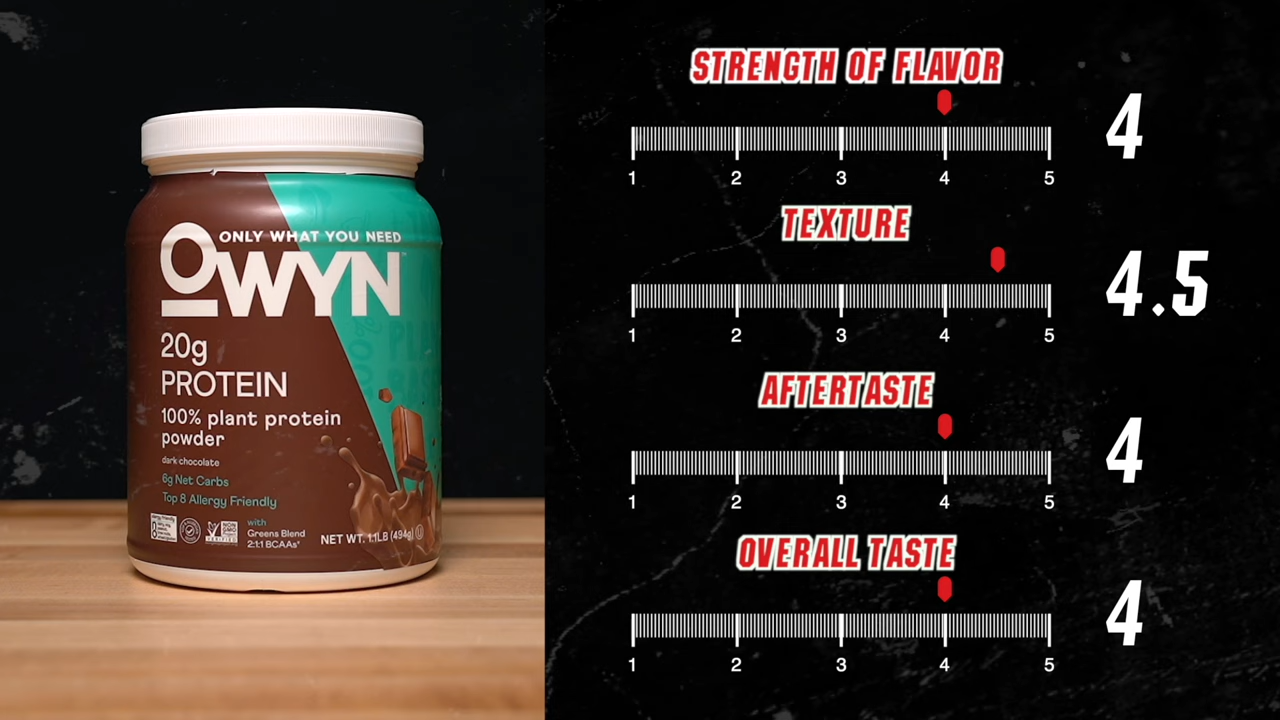 ONLY WHAT YOU NEED
OWYN
20g
PROTEIN
100% plant protein
powder
dark chocolate
6g Net Carbs
Top 8 Allergy Friendly
with
Greens Blend
2:1:1 BCAAs*
NET WT. 1.1LB (494g)
STRENGTH OF FLAVOR
4
1 2 3 4 5
TEXTURE
4.5
1 2 3 4 5
AFTERTASTE
4
1 2 3 4 5
OVERALL TASTE
4
1 2 3 4 5